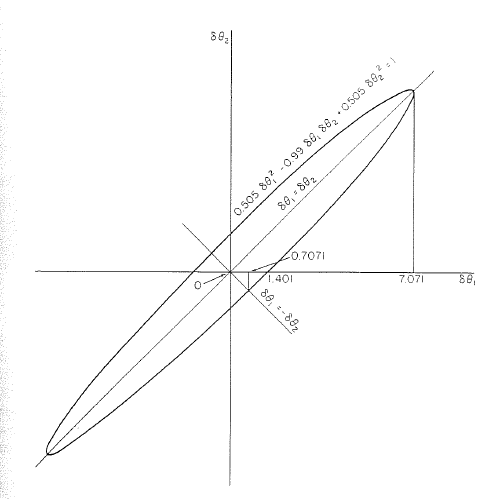 δθ₂
0.505 δθ₁² - 0.99 δθ₁ δθ₂ + 0.505 δθ₂² = 1
δθ₁ = δθ₂
0.7071
0
1.401
7.071
δθ₁
δθ₁ = -δθ₂